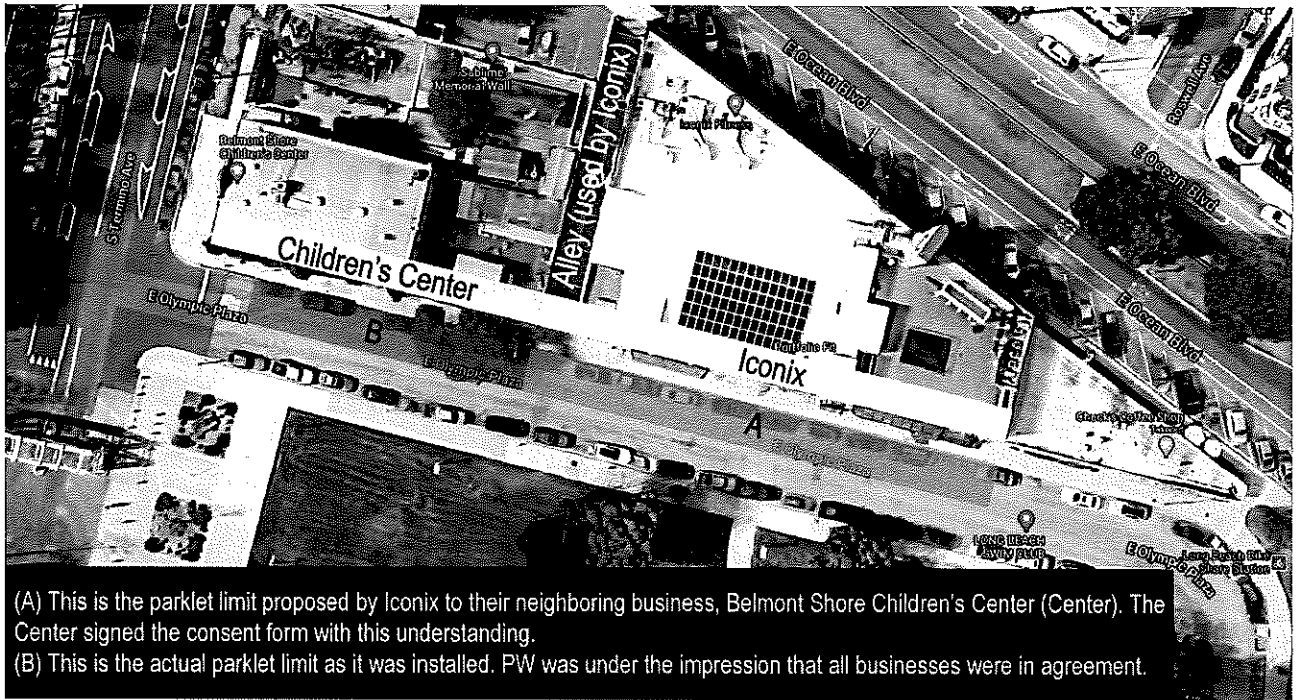 Sublime
Memorial Wall
Alley (used by Iconix)
Iconix Fitness
E Ocean Blvd
Roswell Ave
E Ocean Blvd
Belmont Shore
Children's Center
S Termino Ave
Children's Center
E Olympic Plaza
B
E Olympic Plaza
Iconix
E Ocean Blvd
A
E Olympic Plaza
Chuck's Coffee Shop
LONG BEACH
SWIM CLUB
E Olympic Plaza
Long Beach Bike
Share Station
(A) This is the parklet limit proposed by Iconix to their neighboring business, Belmont Shore Children's Center (Center). The
Center signed the consent form with this understanding.
(B) This is the actual parklet limit as it was installed. PW was under the impression that all businesses were in agreement.